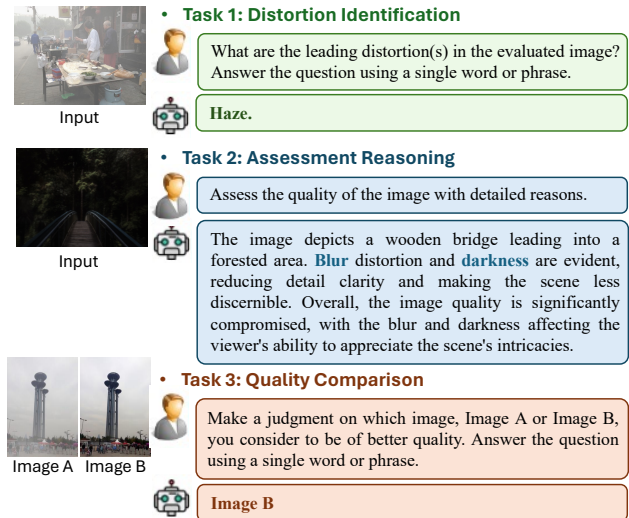 • Task 1: Distortion Identification
What are the leading distortion(s) in the evaluated image?
Answer the question using a single word or phrase.
Input
Haze.
• Task 2: Assessment Reasoning
Assess the quality of the image with detailed reasons.
Input
The image depicts a wooden bridge leading into a
forested area. Blur distortion and darkness are evident,
reducing detail clarity and making the scene less
discernible. Overall, the image quality is significantly
compromised, with the blur and darkness affecting the
viewer's ability to appreciate the scene's intricacies.
• Task 3: Quality Comparison
Make a judgment on which image, Image A or Image B,
you consider to be of better quality. Answer the question
using a single word or phrase.
Image A Image B
Image B